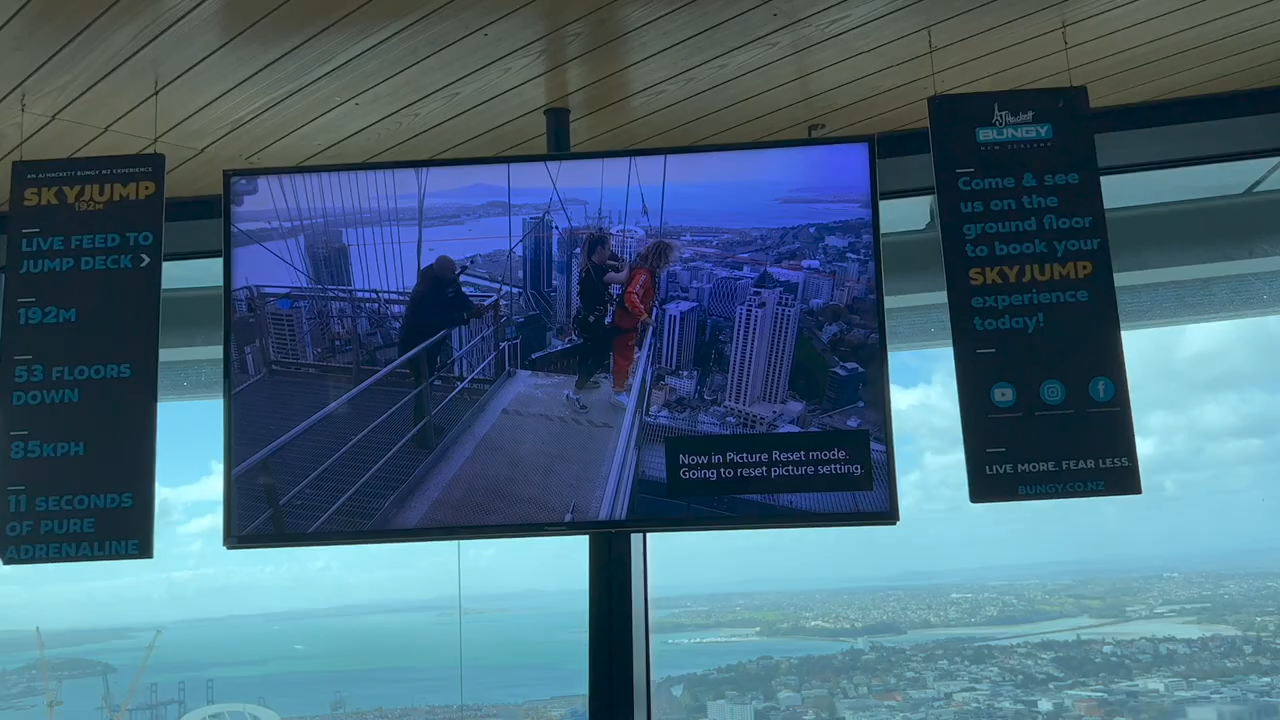 AN AJ HACKETT BUNGY NZ EXPERIENCE
SKYJUMP
192M
LIVE FEED TO
JUMP DECK
192M
53 FLOORS
DOWN
85KPH
11 SECONDS
OF PURE
ADRENALINE
Now in Picture Reset mode.
Going to reset picture setting.
Panasonic
AJ Hackett
BUNGY
NEW ZEALAND
Come & see
us on the
ground floor
to book your
SKYJUMP
experience
today!
LIVE MORE. FEAR LESS.
BUNGY.CO.NZ